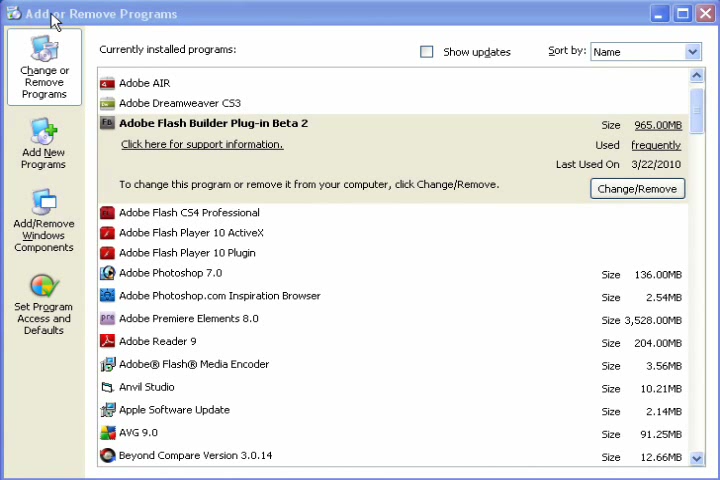 Add or Remove Programs
Change or
Remove
Programs
Add New
Programs
Add/Remove
Windows
Components
Set Program
Access and
Defaults
Currently installed programs:
Show updates
Sort by: Name
Adobe AIR
Adobe Dreamweaver CS3
Adobe Flash Builder Plug-in Beta 2 Size 965.00MB
Click here for support information. Used frequently
Last Used On 3/22/2010
To change this program or remove it from your computer, click Change/Remove. Change/Remove
Adobe Flash CS4 Professional
Adobe Flash Player 10 ActiveX
Adobe Flash Player 10 Plugin
Adobe Photoshop 7.0 Size 136.00MB
Adobe Photoshop.com Inspiration Browser Size 2.54MB
Adobe Premiere Elements 8.0 Size 3,528.00MB
Adobe Reader 9 Size 204.00MB
Adobe® Flash® Media Encoder Size 3.56MB
Anvil Studio Size 10.21MB
Apple Software Update Size 2.14MB
AVG 9.0 Size 91.25MB
Beyond Compare Version 3.0.14 Size 12.66MB